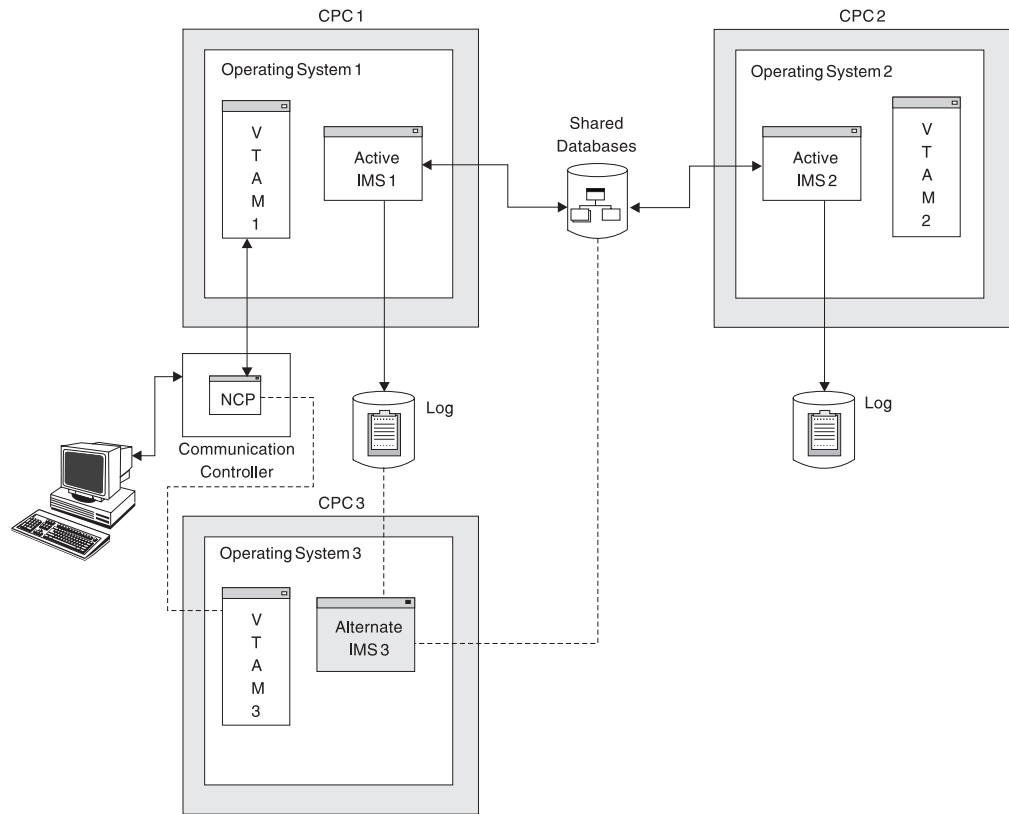 CPC 1
CPC 2
Operating System 1
Operating System 2
V
T
A
M
1
Active
IMS 1
Shared
Databases
Active
IMS 2
V
T
A
M
2
NCP
Communication
Controller
Log
Log
CPC 3
Operating System 3
V
T
A
M
3
Alternate
IMS 3